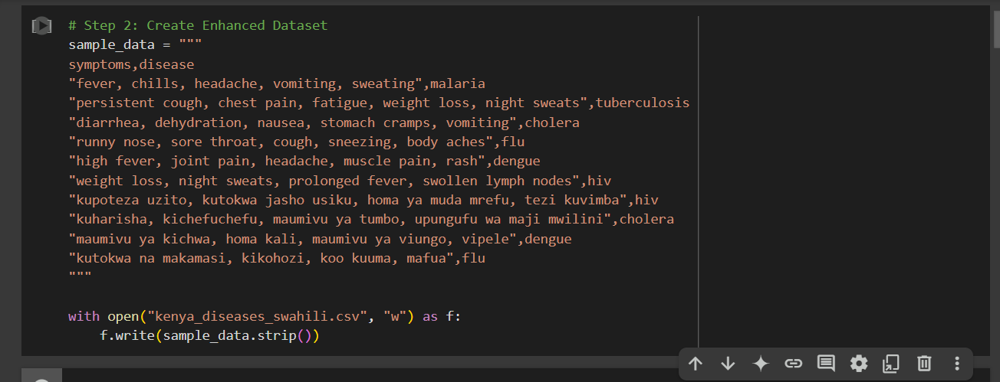 # Step 2: Create Enhanced Dataset
sample_data = """
symptoms,disease
"fever, chills, headache, vomiting, sweating",malaria
"persistent cough, chest pain, fatigue, weight loss, night sweats",tuberculosis
"diarrhea, dehydration, nausea, stomach cramps, vomiting",cholera
"runny nose, sore throat, cough, sneezing, body aches",flu
"high fever, joint pain, headache, muscle pain, rash",dengue
"weight loss, night sweats, prolonged fever, swollen lymph nodes",hiv
"kupoteza uzito, kutokwa jasho usiku, homa ya muda mrefu, tezi kuvimba",hiv
"kuharisha, kichefuchefu, maumivu ya tumbo, upungufu wa maji mwilini",cholera
"maumivu ya kichwa, homa kali, maumivu ya viungo, vipele",dengue
"kutokwa na makamasi, kikohozi, koo kuuma, mafua",flu
"""
with open("kenya_diseases_swahili.csv", "w") as f:
    f.write(sample_data.strip())